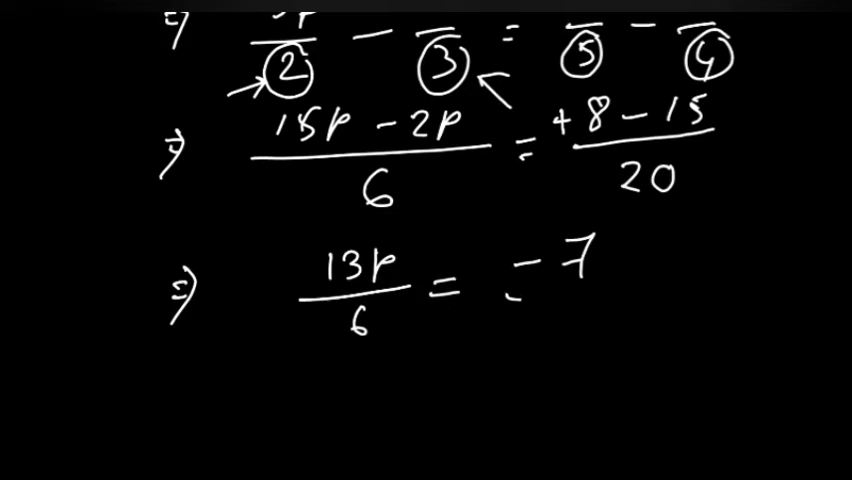 ⇒ /2 - /3 = /5 - /4
⇒ (15p - 2p)/6 = (+8 - 15)/20
⇒ 13p/6 = -7